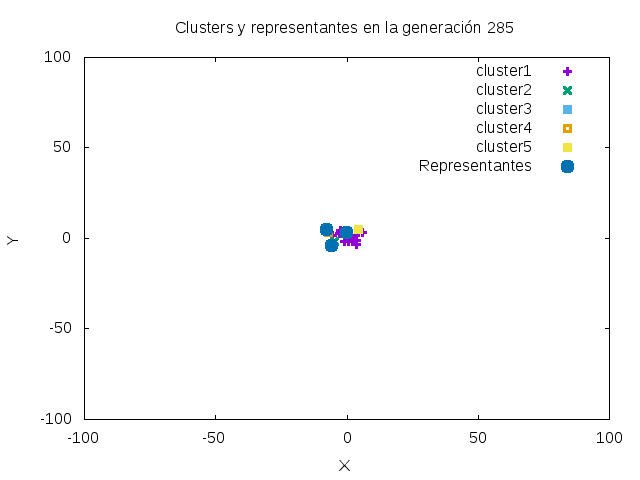 Clusters y representantes en la generación 285
100
50
0
-50
-100
-100
-50
0
50
100
Y
X
cluster1
cluster2
cluster3
cluster4
cluster5
Representantes